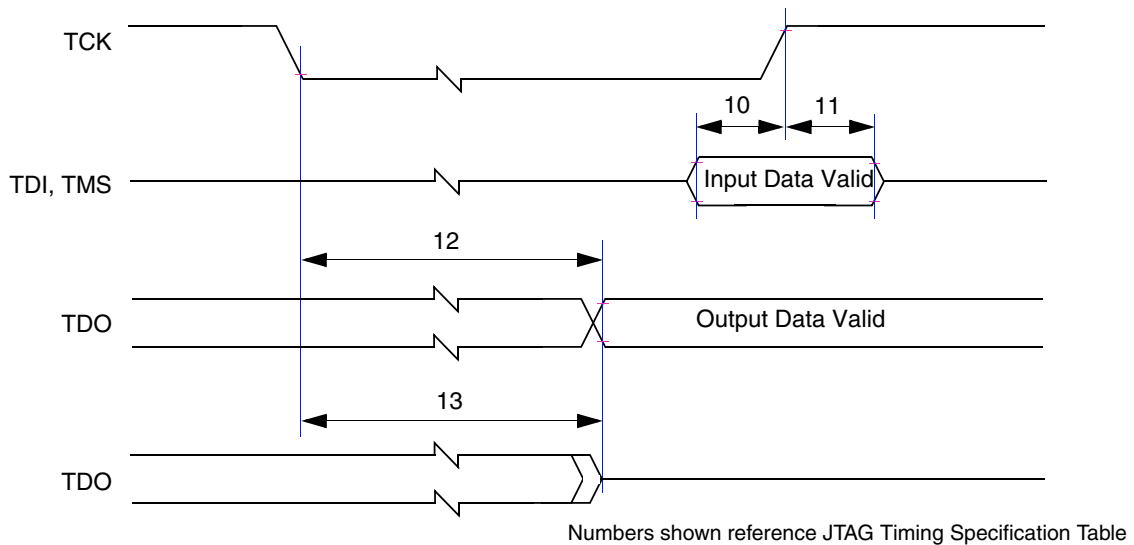 TCK
10
11
TDI, TMS
Input Data Valid
12
TDO
Output Data Valid
13
TDO
Numbers shown reference JTAG Timing Specification Table